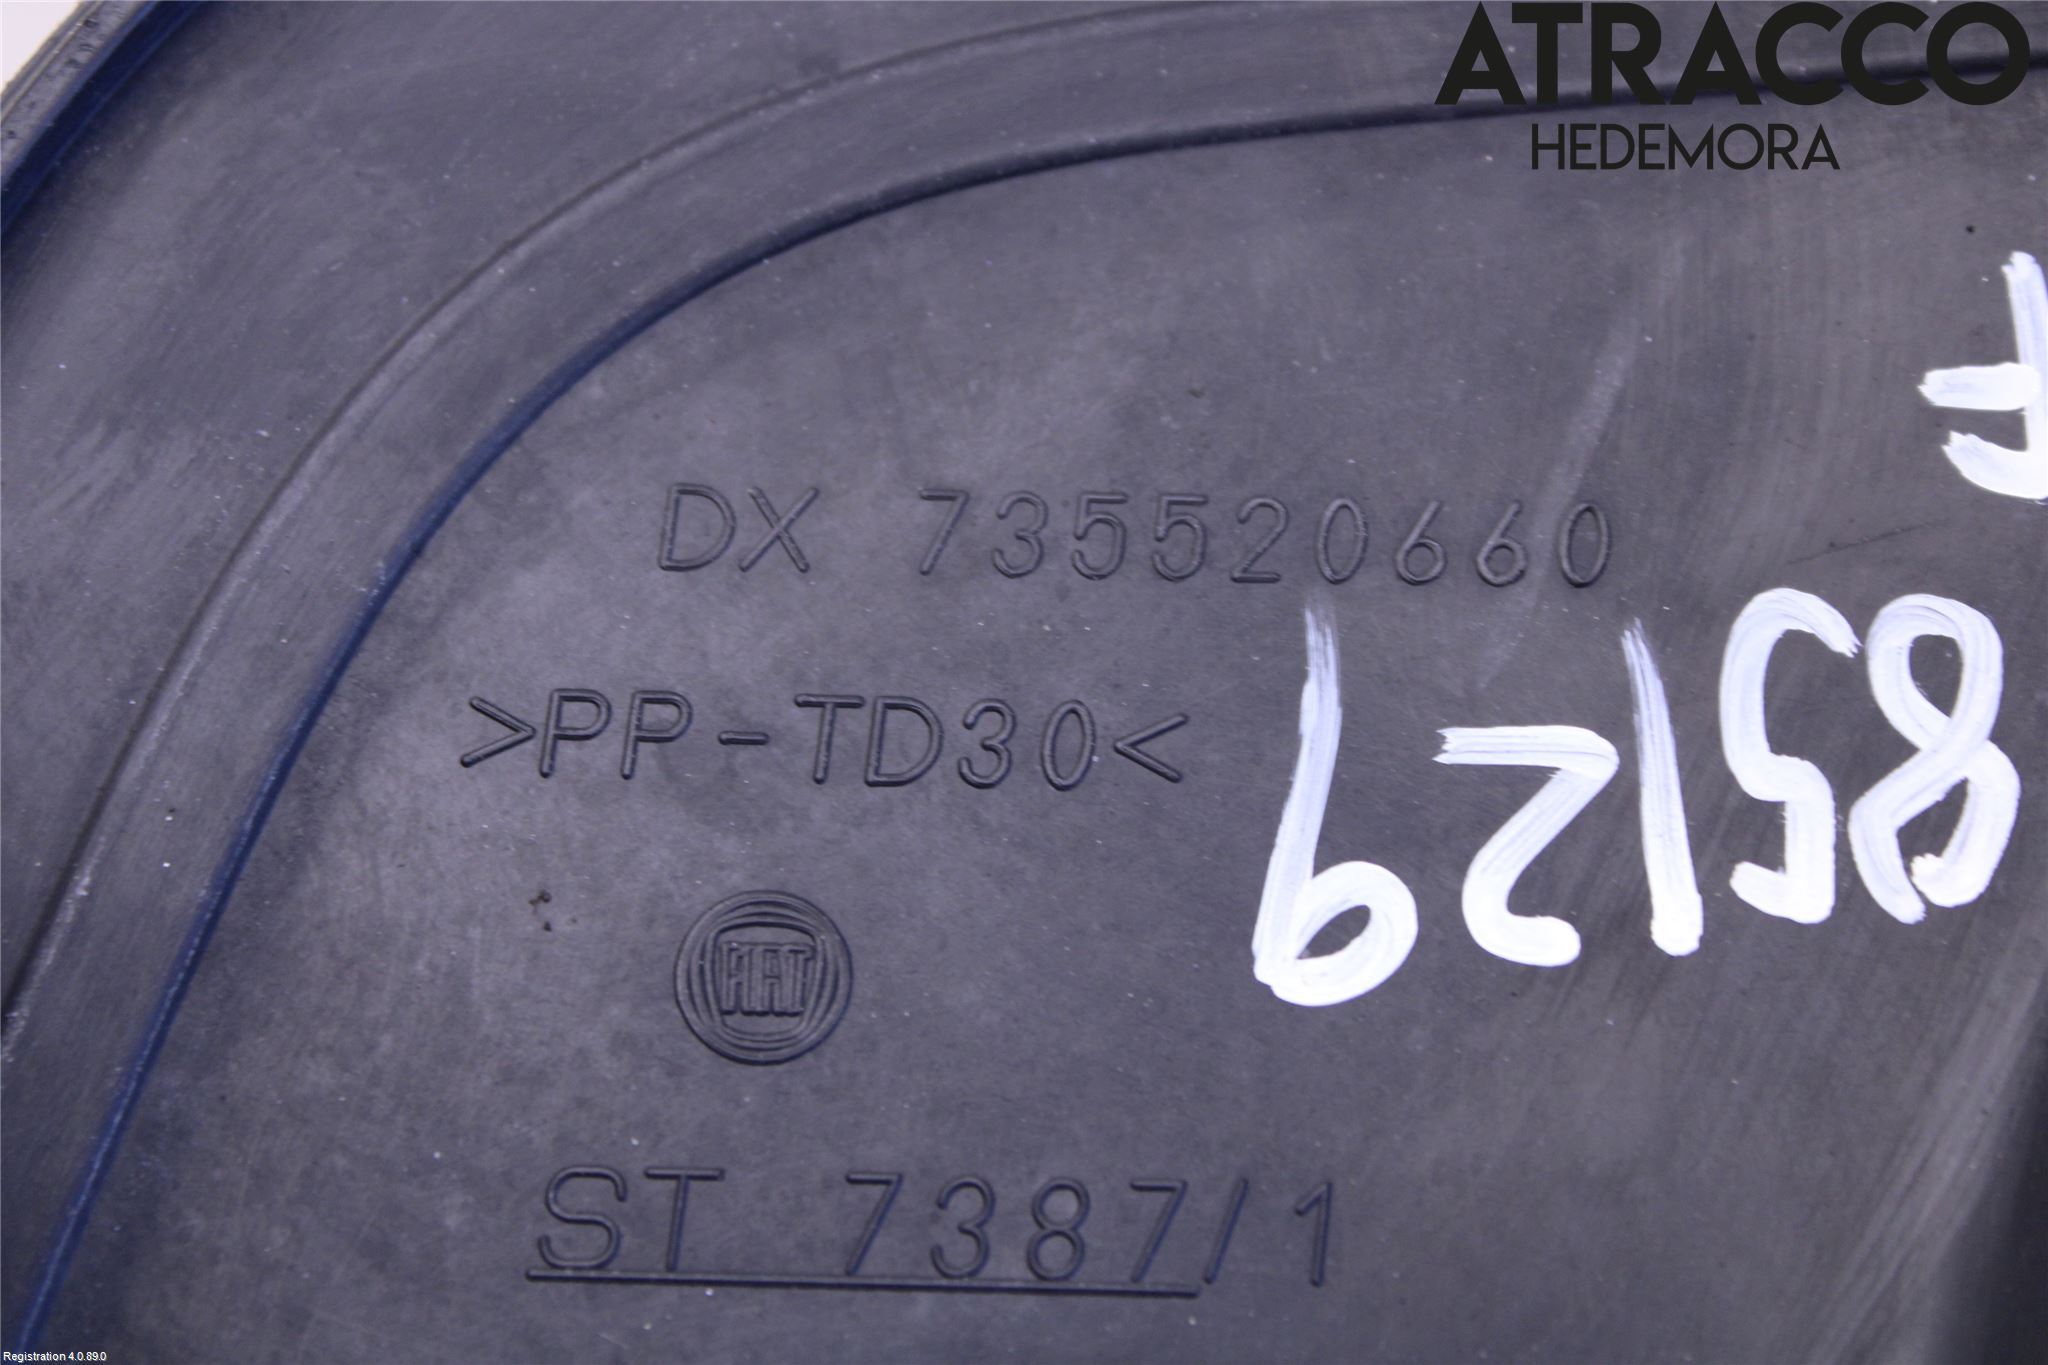 ATRACCO
HEDEMORA
DX 735520660
>PP-TD30<
85129
FIAT
ST 7387/1
Registration 4.0.89.0